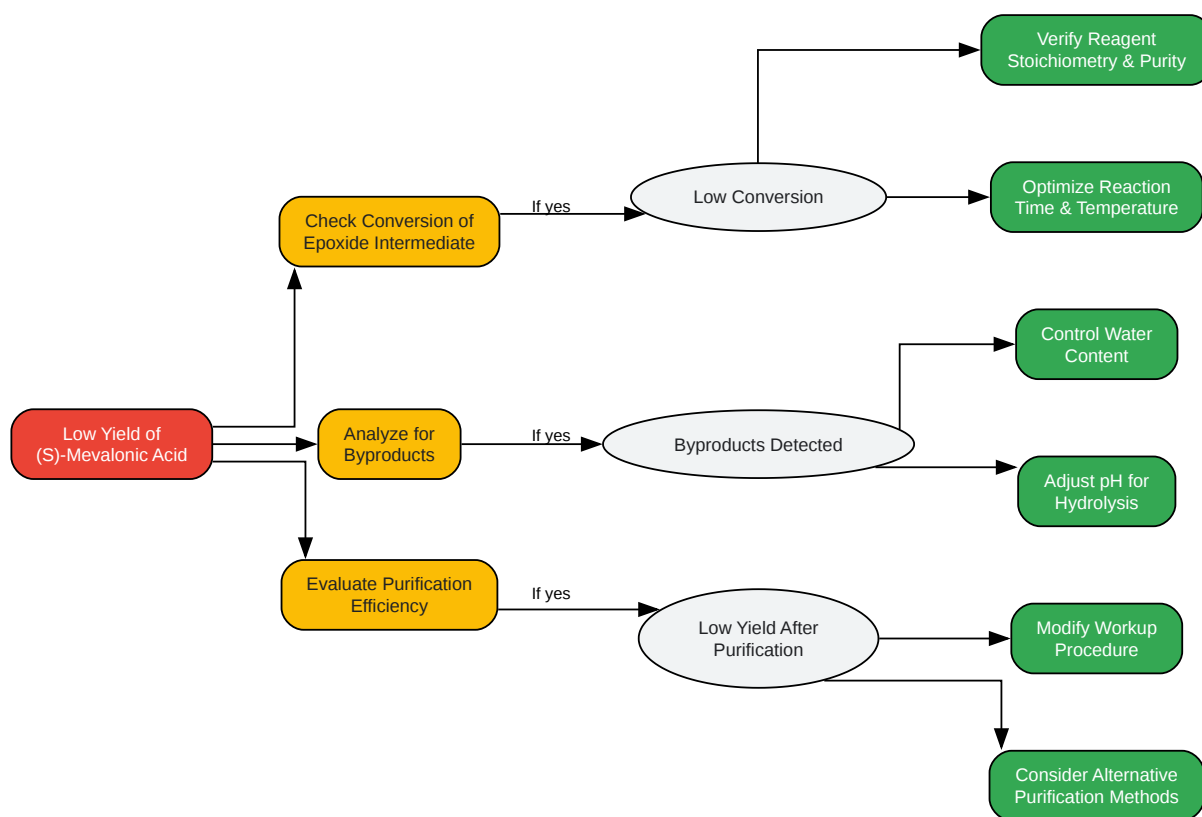 Verify Reagent
Stoichiometry & Purity
Low Conversion
Optimize Reaction
Time & Temperature
If yes
Check Conversion of
Epoxide Intermediate
Control Water
Content
Low Yield of
(S)-Mevalonic Acid
Analyze for
Byproducts
If yes
Byproducts Detected
Adjust pH for
Hydrolysis
Evaluate Purification
Efficiency
If yes
Low Yield After
Purification
Modify Workup
Procedure
Consider Alternative
Purification Methods